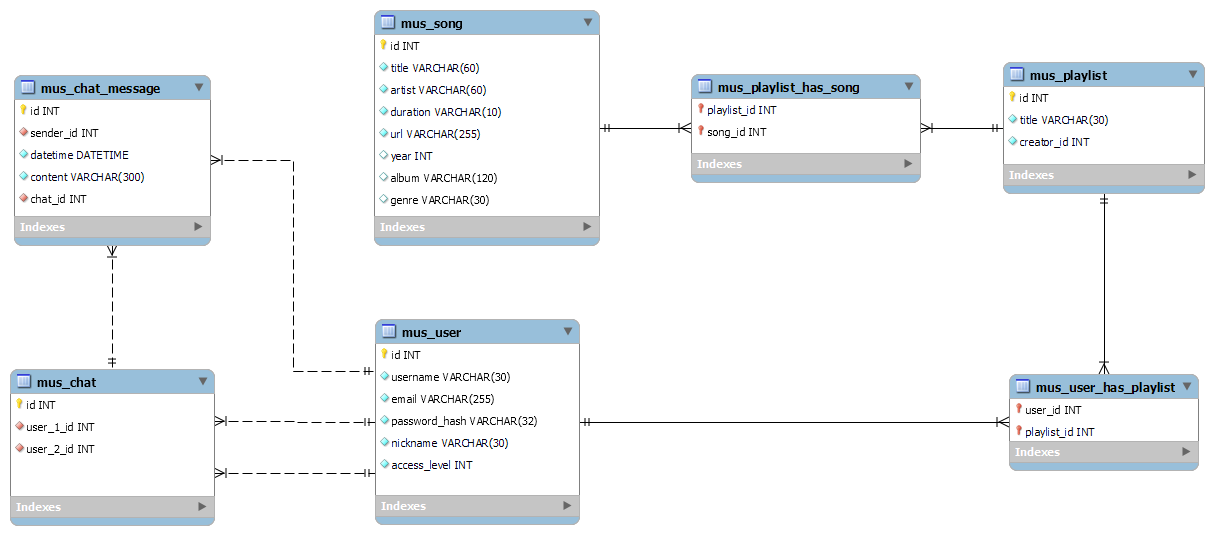 mus_song
id INT
title VARCHAR(60)
artist VARCHAR(60)
duration VARCHAR(10)
url VARCHAR(255)
year INT
album VARCHAR(120)
genre VARCHAR(30)
Indexes
mus_chat_message
id INT
sender_id INT
datetime DATETIME
content VARCHAR(300)
chat_id INT
Indexes
mus_playlist_has_song
playlist_id INT
song_id INT
Indexes
mus_playlist
id INT
title VARCHAR(30)
creator_id INT
Indexes
mus_chat
id INT
user_1_id INT
user_2_id INT
Indexes
mus_user
id INT
username VARCHAR(30)
email VARCHAR(255)
password_hash VARCHAR(32)
nickname VARCHAR(30)
access_level INT
Indexes
mus_user_has_playlist
user_id INT
playlist_id INT
Indexes